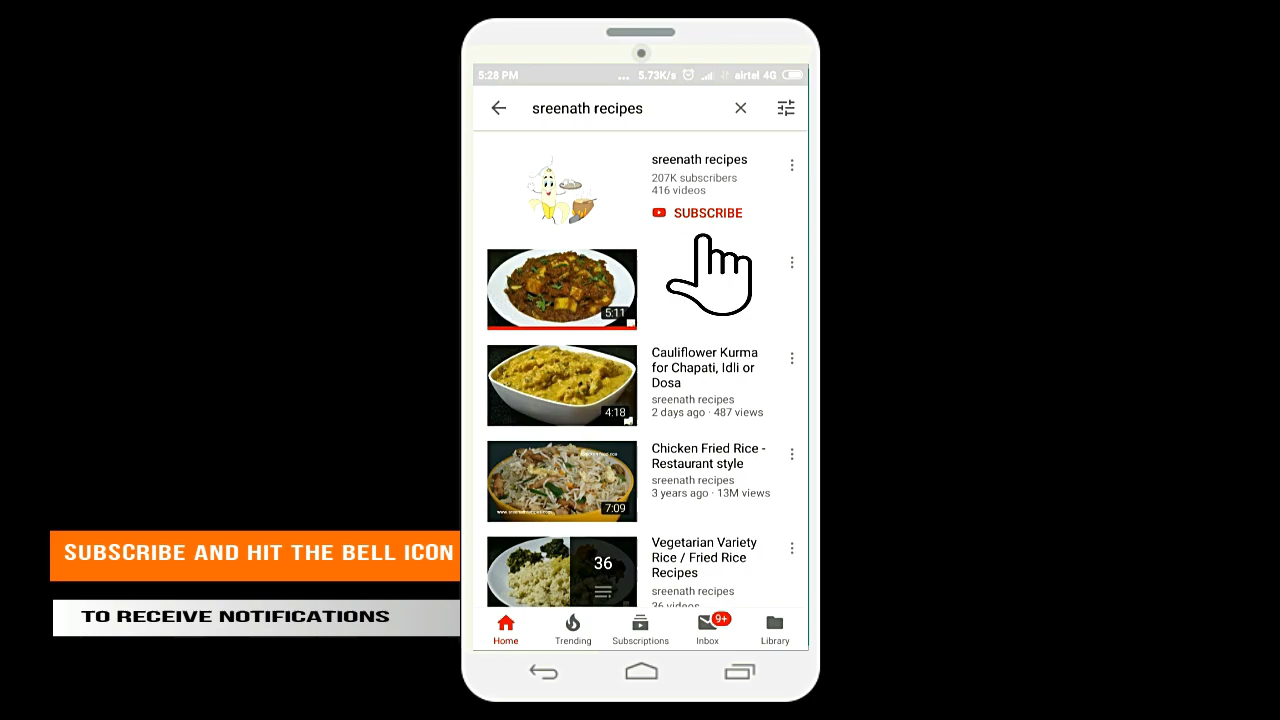 5:28 PM ... 5.73K/s airtel 4G
sreenath recipes
sreenath recipes
207K subscribers
416 videos
SUBSCRIBE
5:11
Cauliflower Kurma
for Chapati, Idli or
Dosa
sreenath recipes
2 days ago · 487 views
4:18
Chicken Fried Rice -
Restaurant style
sreenath recipes
3 years ago · 13M views
7:09
Vegetarian Variety
Rice / Fried Rice
Recipes
sreenath recipes
36 videos
36
SUBSCRIBE AND HIT THE BELL ICON
TO RECEIVE NOTIFICATIONS
9+
Home Trending Subscriptions Inbox Library